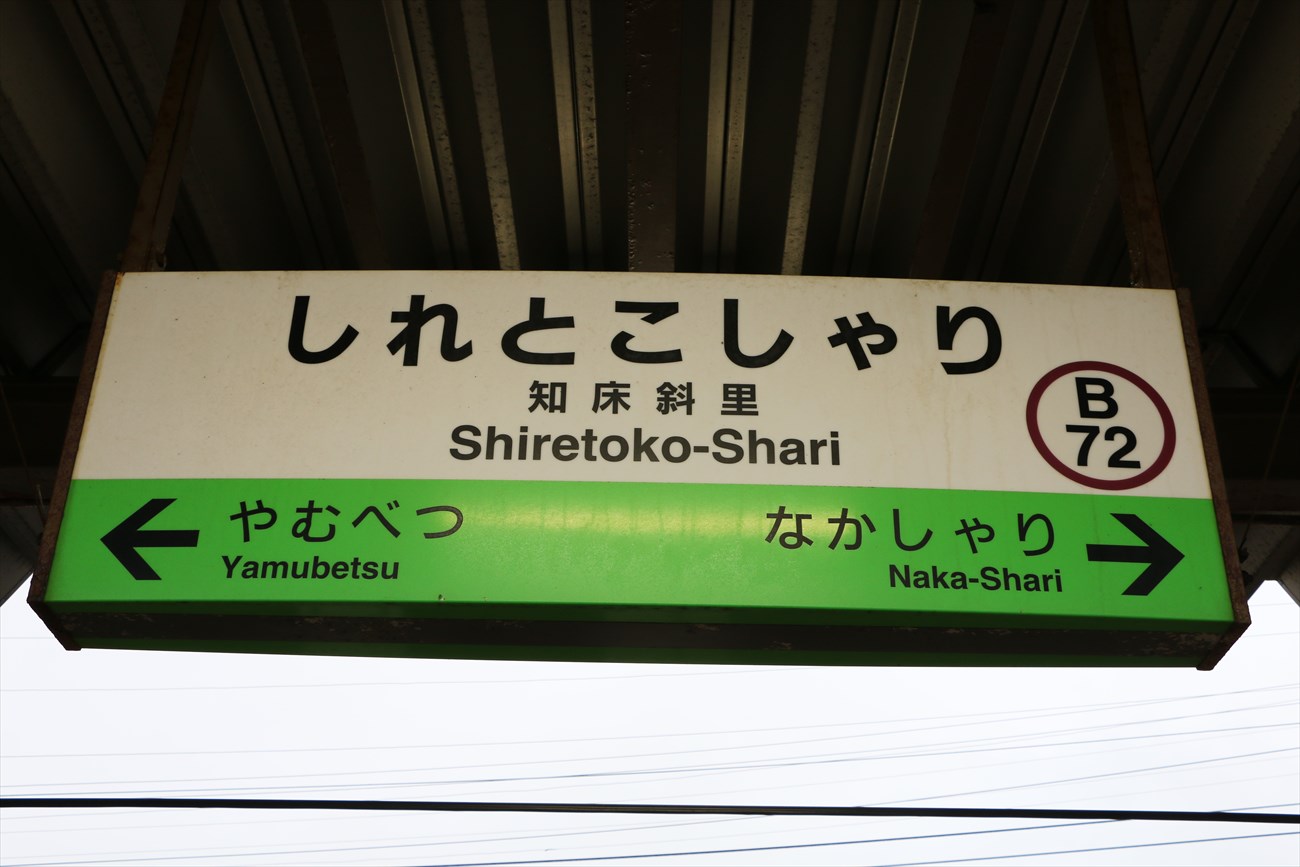 しれとこしゃり
知床斜里
Shiretoko-Shari
B
72
やむべつ
Yamubetsu
なかしゃり
Naka-Shari